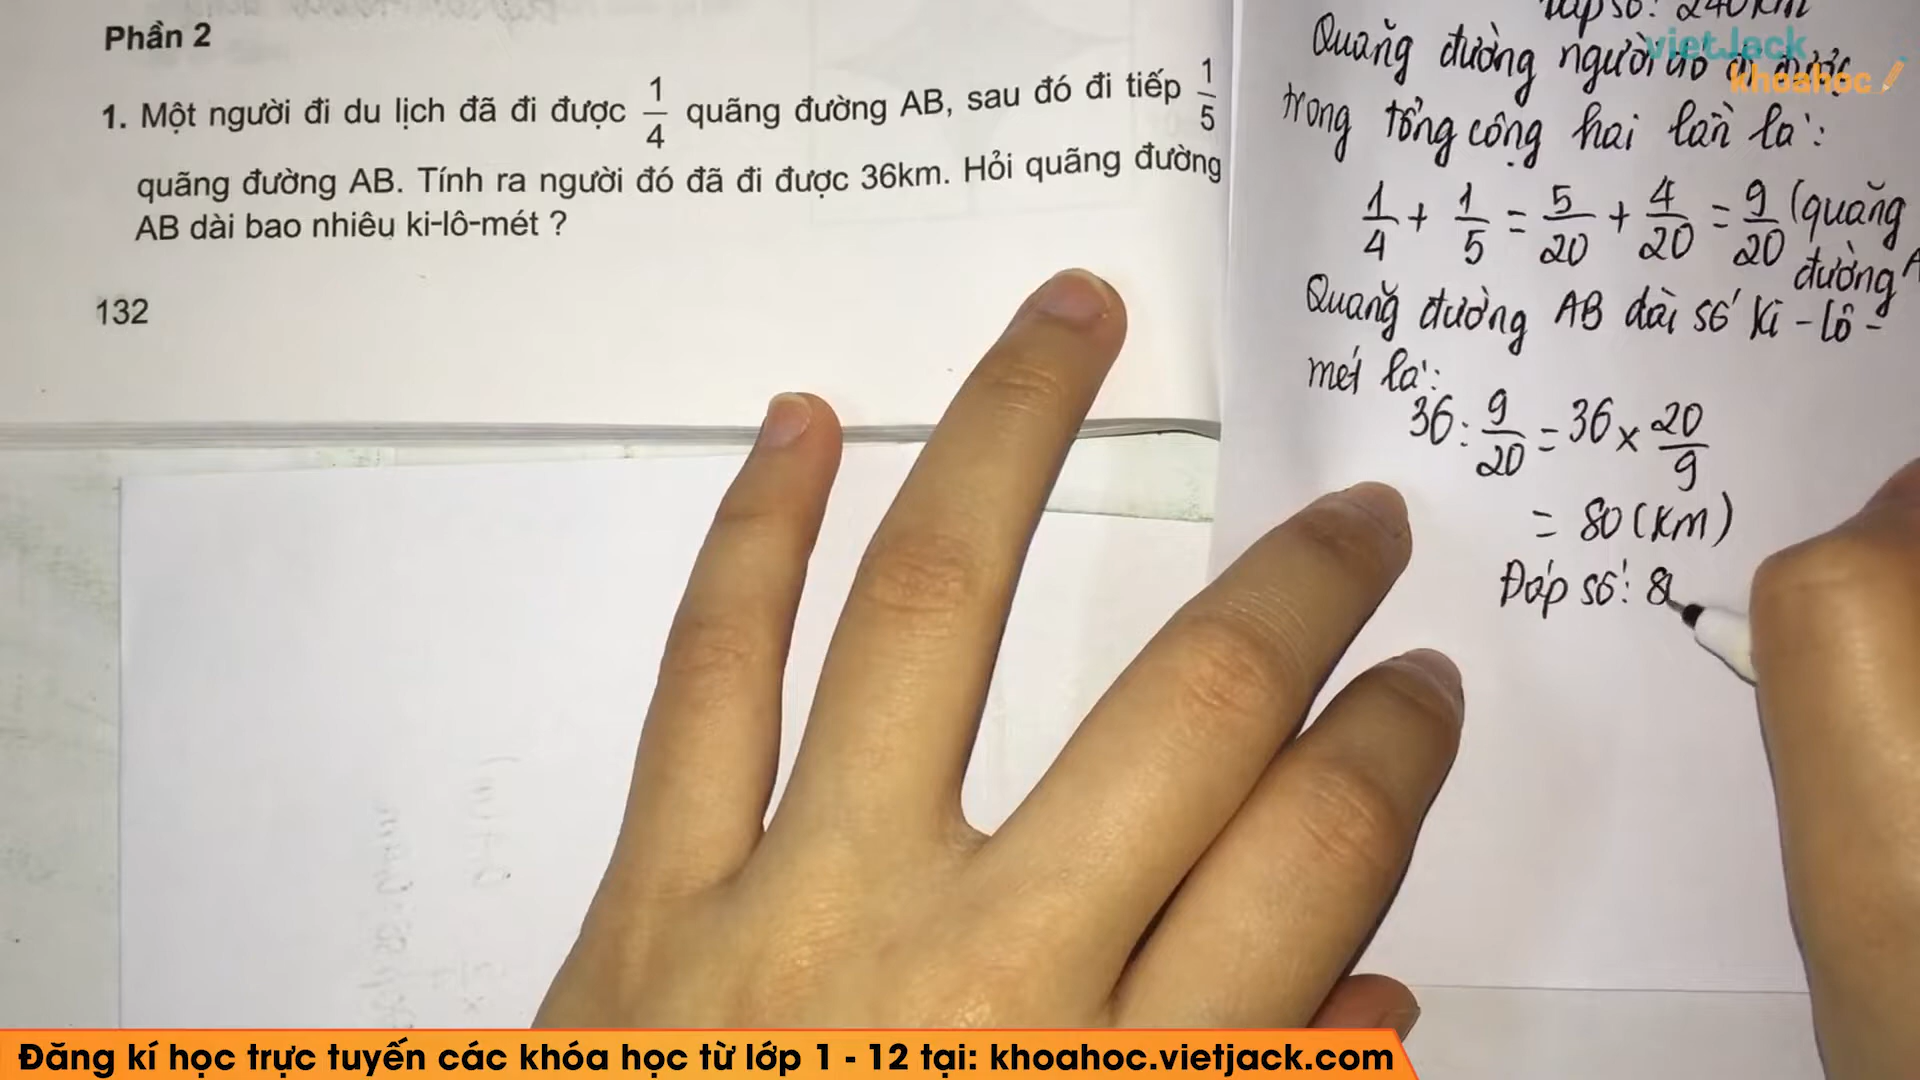 Phần 2
1. Một người đi du lịch đã đi được 1/4 quãng đường AB, sau đó đi tiếp 1/5
quãng đường AB. Tính ra người đó đã đi được 36km. Hỏi quãng đường
AB dài bao nhiêu ki-lô-mét ?
132
Đáp số: 240km
Quãng đường người đó đi được
trong tổng cộng hai lần là:
1/4 + 1/5 = 5/20 + 4/20 = 9/20 (quãng
đường A
Quãng đường AB dài số ki-lô-
mét là:
36 : 9/20 = 36 × 20/9
= 80 (km)
Đáp số: 8
vietJack
khoahoc
Đăng kí học trực tuyến các khóa học từ lớp 1 - 12 tại: khoahoc.vietjack.com